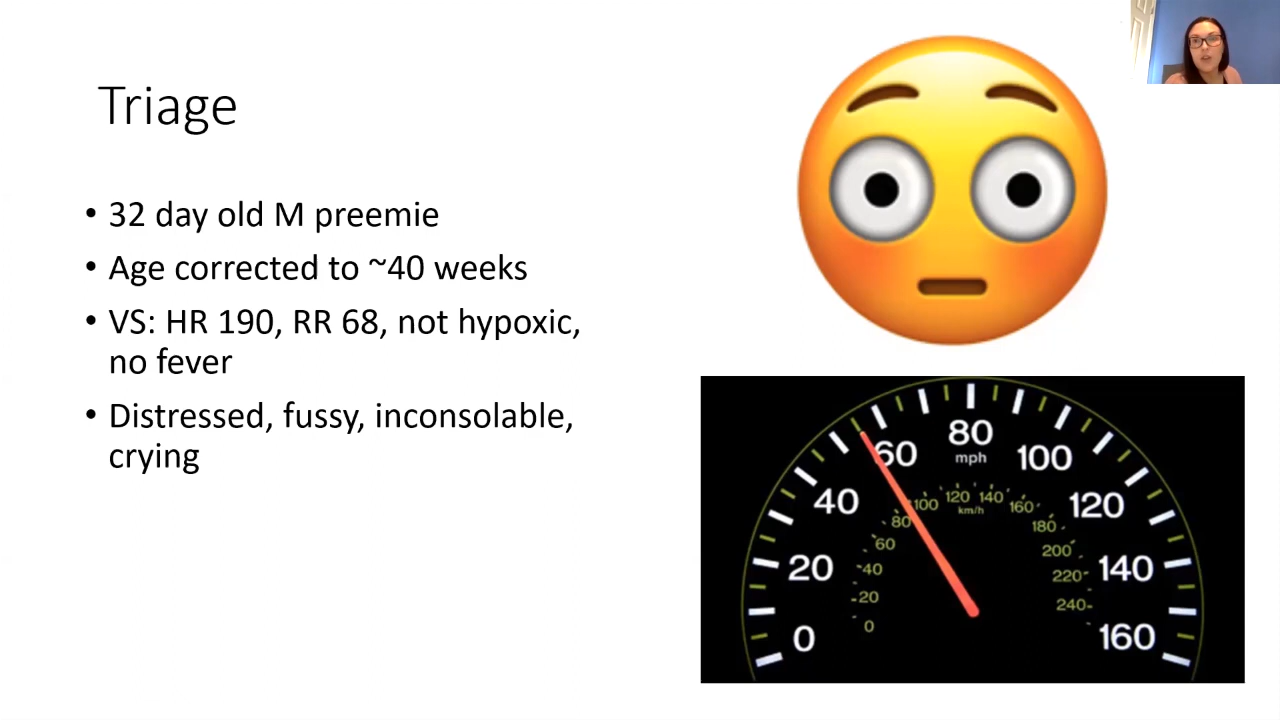 Triage
• 32 day old M preemie
• Age corrected to ~40 weeks
• VS: HR 190, RR 68, not hypoxic,
no fever
• Distressed, fussy, inconsolable,
crying
0
20
40
60
80
100
120
140
160
mph
0
20
40
60
80
100
120
140
160
180
200
220
240
km/h